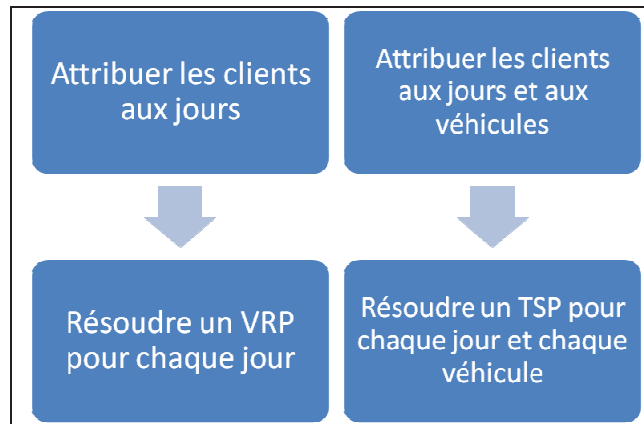 Attribuer les clients
aux jours
Attribuer les clients
aux jours et aux
véhicules
Résoudre un VRP
pour chaque jour
Résoudre un TSP pour
chaque jour et chaque
véhicule